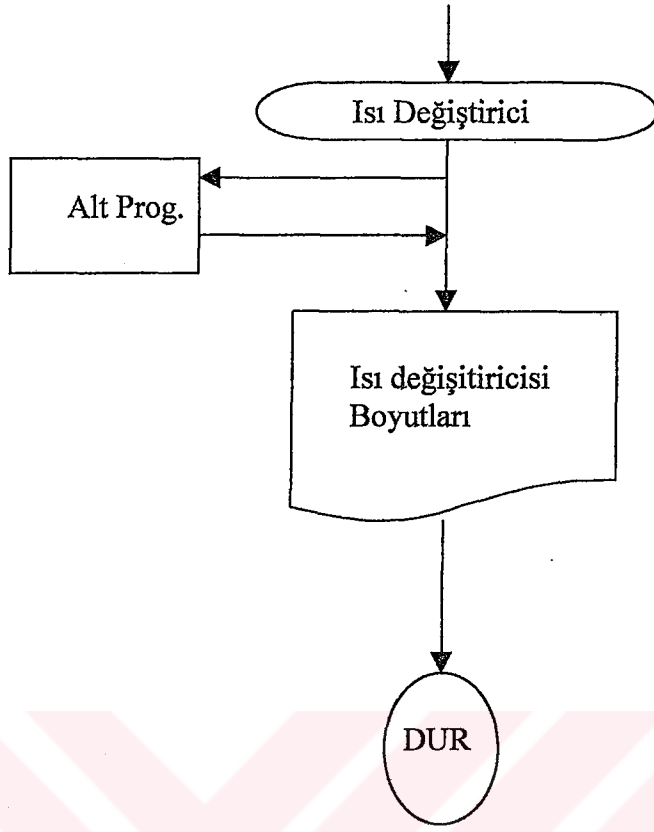 Isı Değiştirici
Alt Prog.
Isı değişitiricisi
Boyutları
DUR